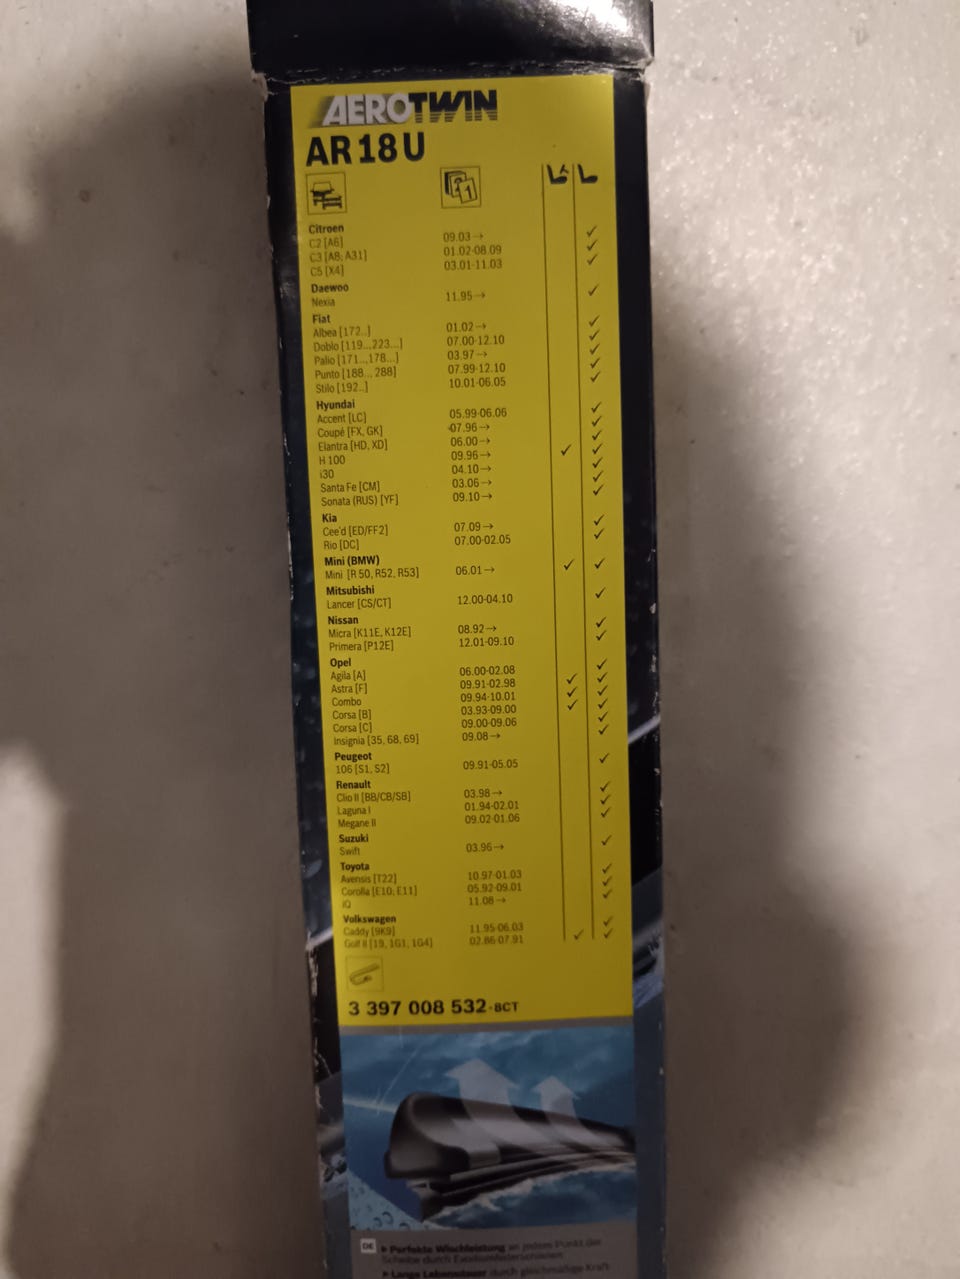 AEROTWIN
AR 18 U
Citroen
C2 [A6] 09.03→ ✓
C3 [A8, A31] 01.02-08.09 ✓
C5 [X4] 03.01-11.03 ✓
Daewoo
Nexia 11.95→ ✓
Fiat
Albea [172..] 01.02→ ✓
Doblo [119..,223...] 07.00-12.10 ✓
Palio [171..,178...] 03.97→ ✓
Punto [188.., 288] 07.99-12.10 ✓
Stilo [192..] 10.01-06.05 ✓
Hyundai
Accent [LC] 05.99-06.06 ✓
Coupé [FX, GK] -07.96→ ✓
Elantra [HD, XD] 06.00→ ✓
H 100 09.96→ ✓ ✓
i30 04.10→ ✓
Santa Fe [CM] 03.06→ ✓
Sonata (RUS) [YF] 09.10→ ✓
Kia
Cee'd [ED/FF2] 07.09→ ✓
Rio [DC] 07.00-02.05 ✓
Mini (BMW)
Mini [R 50, R52, R53] 06.01→ ✓ ✓
Mitsubishi
Lancer [CS/CT] 12.00-04.10 ✓
Nissan
Micra [K11E, K12E] 08.92→ ✓
Primera [P12E] 12.01-09.10 ✓
Opel
Agila [A] 06.00-02.08 ✓
Astra [F] 09.91-02.98 ✓ ✓
Combo 09.94-10.01 ✓ ✓
Corsa [B] 03.93-09.00 ✓ ✓
Corsa [C] 09.00-09.06 ✓
Insignia [35, 68, 69] 09.08→ ✓
Peugeot
106 [S1, S2] 09.91-05.05 ✓
Renault
Clio II [BB/CB/SB] 03.98→ ✓
Laguna I 01.94-02.01 ✓
Megane II 09.02-01.06 ✓
Suzuki
Swift 03.96→ ✓
Toyota
Avensis [T22] 10.97-01.03 ✓
Corolla [E10, E11] 05.92-09.01 ✓
iQ 11.08→ ✓
Volkswagen
Caddy [9K9] 11.95-06.03 ✓
Golf II [19, 1G1, 1G4] 02.86-07.91 ✓ ✓
3 397 008 532-BCT
DE ▸ Perfekte Wischleistung an jedem Punkt der
Scheibe durch Evodiumfederschienen
▸ Lange Lebensdauer durch gleichmäßige Kraft-